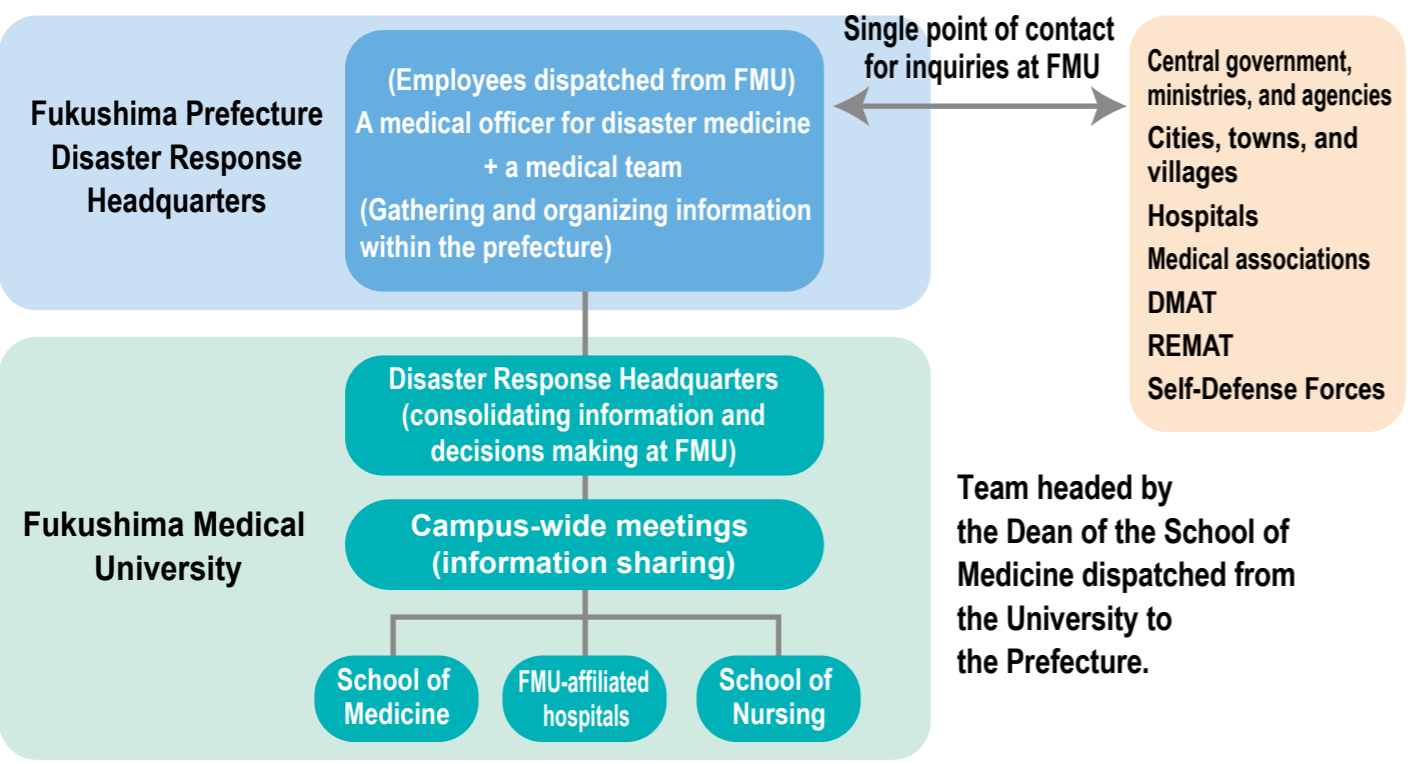 Fukushima Prefecture
Disaster Response
Headquarters
(Employees dispatched from FMU)
A medical officer for disaster medicine
+ a medical team
(Gathering and organizing information
within the prefecture)
Single point of contact
for inquiries at FMU
Central government,
ministries, and agencies
Cities, towns, and
villages
Hospitals
Medical associations
DMAT
REMAT
Self-Defense Forces
Fukushima Medical
University
Disaster Response Headquarters
(consolidating information and
decisions making at FMU)
Campus-wide meetings
(information sharing)
School of
Medicine
FMU-affiliated
hospitals
School of
Nursing
Team headed by
the Dean of the School of
Medicine dispatched from
the University to
the Prefecture.